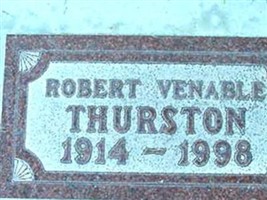 ROBERT VENABLE
THURSTON
1914 – 1998